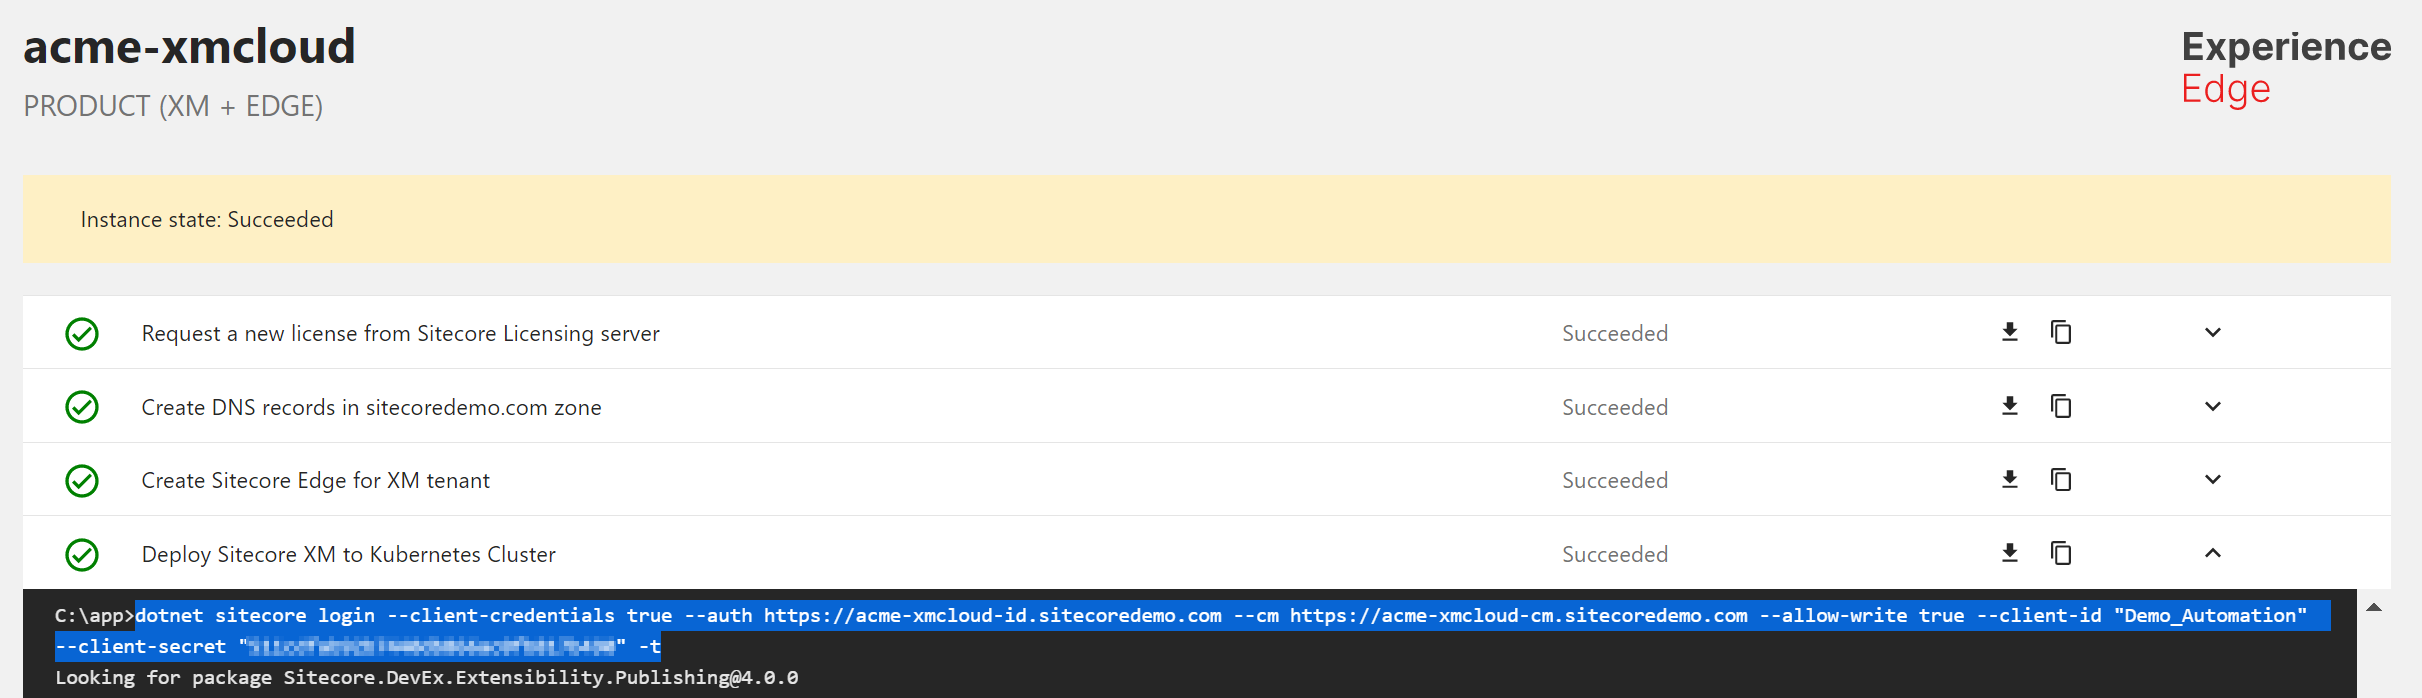 acme-xmcloud
PRODUCT (XM + EDGE)
Experience
Edge
Instance state: Succeeded
Request a new license from Sitecore Licensing server Succeeded
Create DNS records in sitecoredemo.com zone Succeeded
Create Sitecore Edge for XM tenant Succeeded
Deploy Sitecore XM to Kubernetes Cluster Succeeded
C:\app>dotnet sitecore login --client-credentials true --auth https://acme-xmcloud-id.sitecoredemo.com --cm https://acme-xmcloud-cm.sitecoredemo.com --allow-write true --client-id "Demo_Automation"
--client-secret "" -t
Looking for package Sitecore.DevEx.Extensibility.Publishing@4.0.0